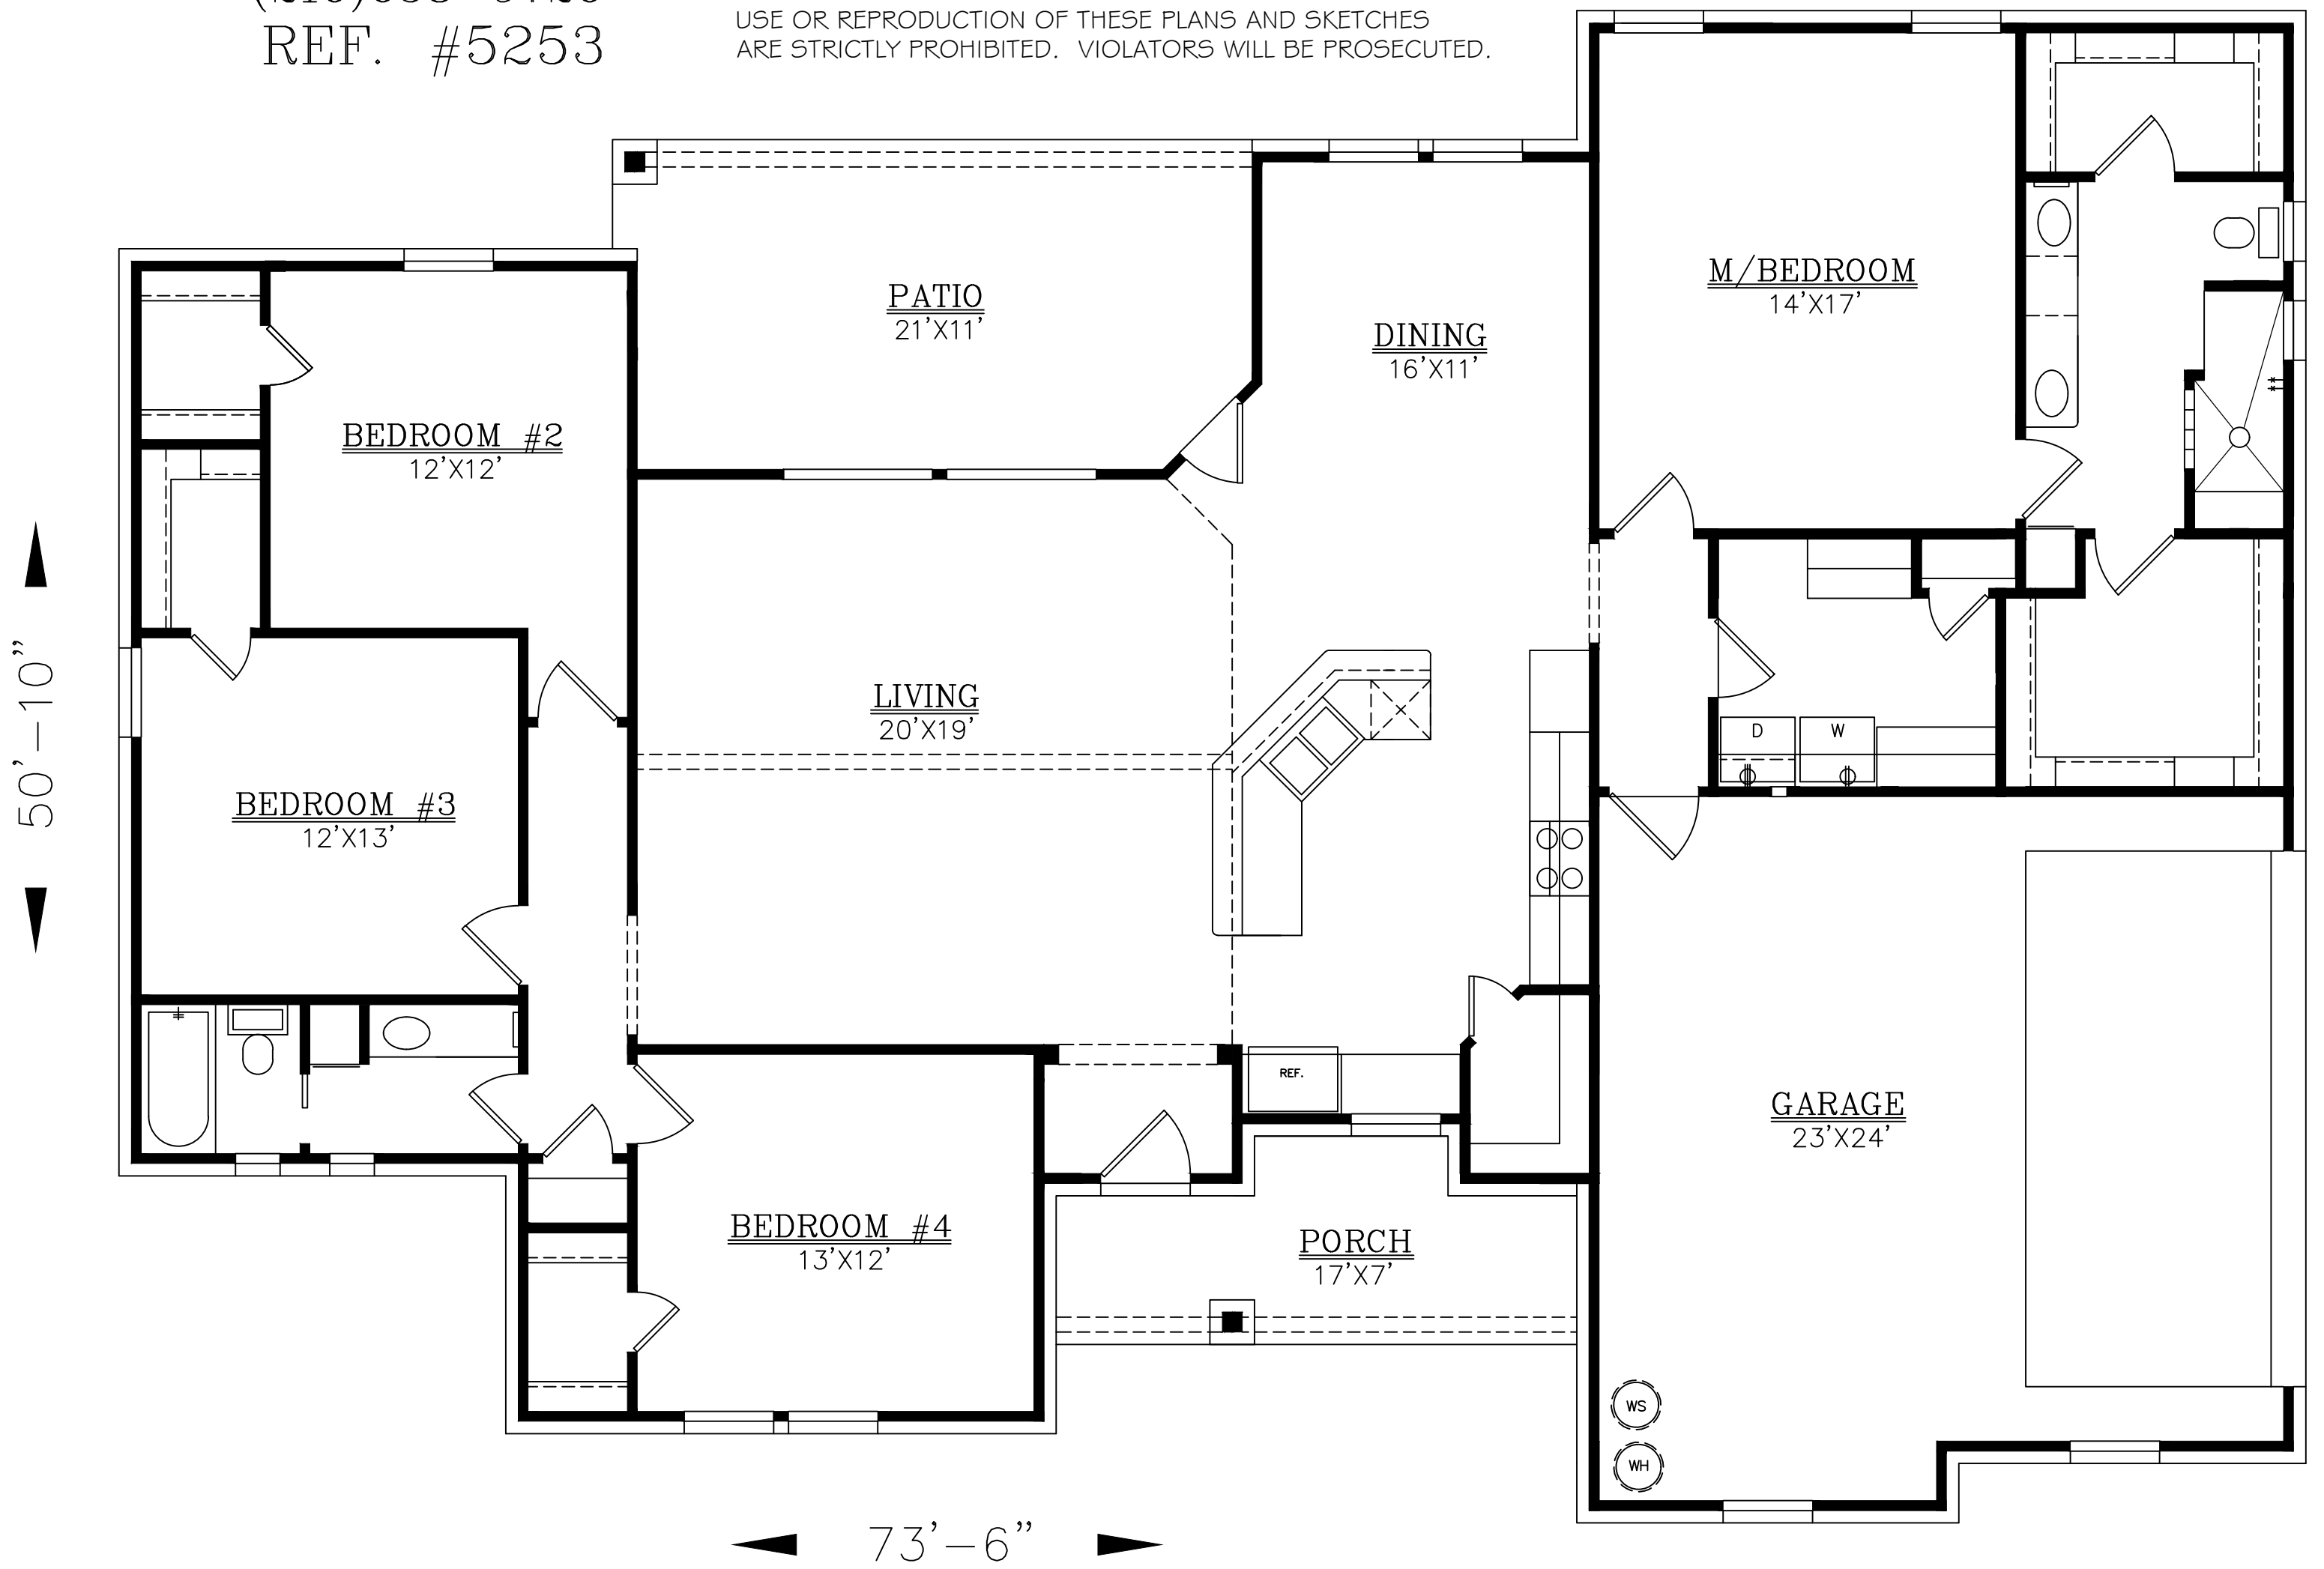 REF. #5253
USE OR REPRODUCTION OF THESE PLANS AND SKETCHES
ARE STRICTLY PROHIBITED. VIOLATORS WILL BE PROSECUTED.
M/BEDROOM
14'X17'
PATIO
21'X11'
DINING
16'X11'
BEDROOM #2
12'X12'
LIVING
20'X19'
D
W
50'-10"
BEDROOM #3
12'X13'
REF.
GARAGE
23'X24'
BEDROOM #4
13'X12'
PORCH
17'X7'
WS
WH
73'-6"